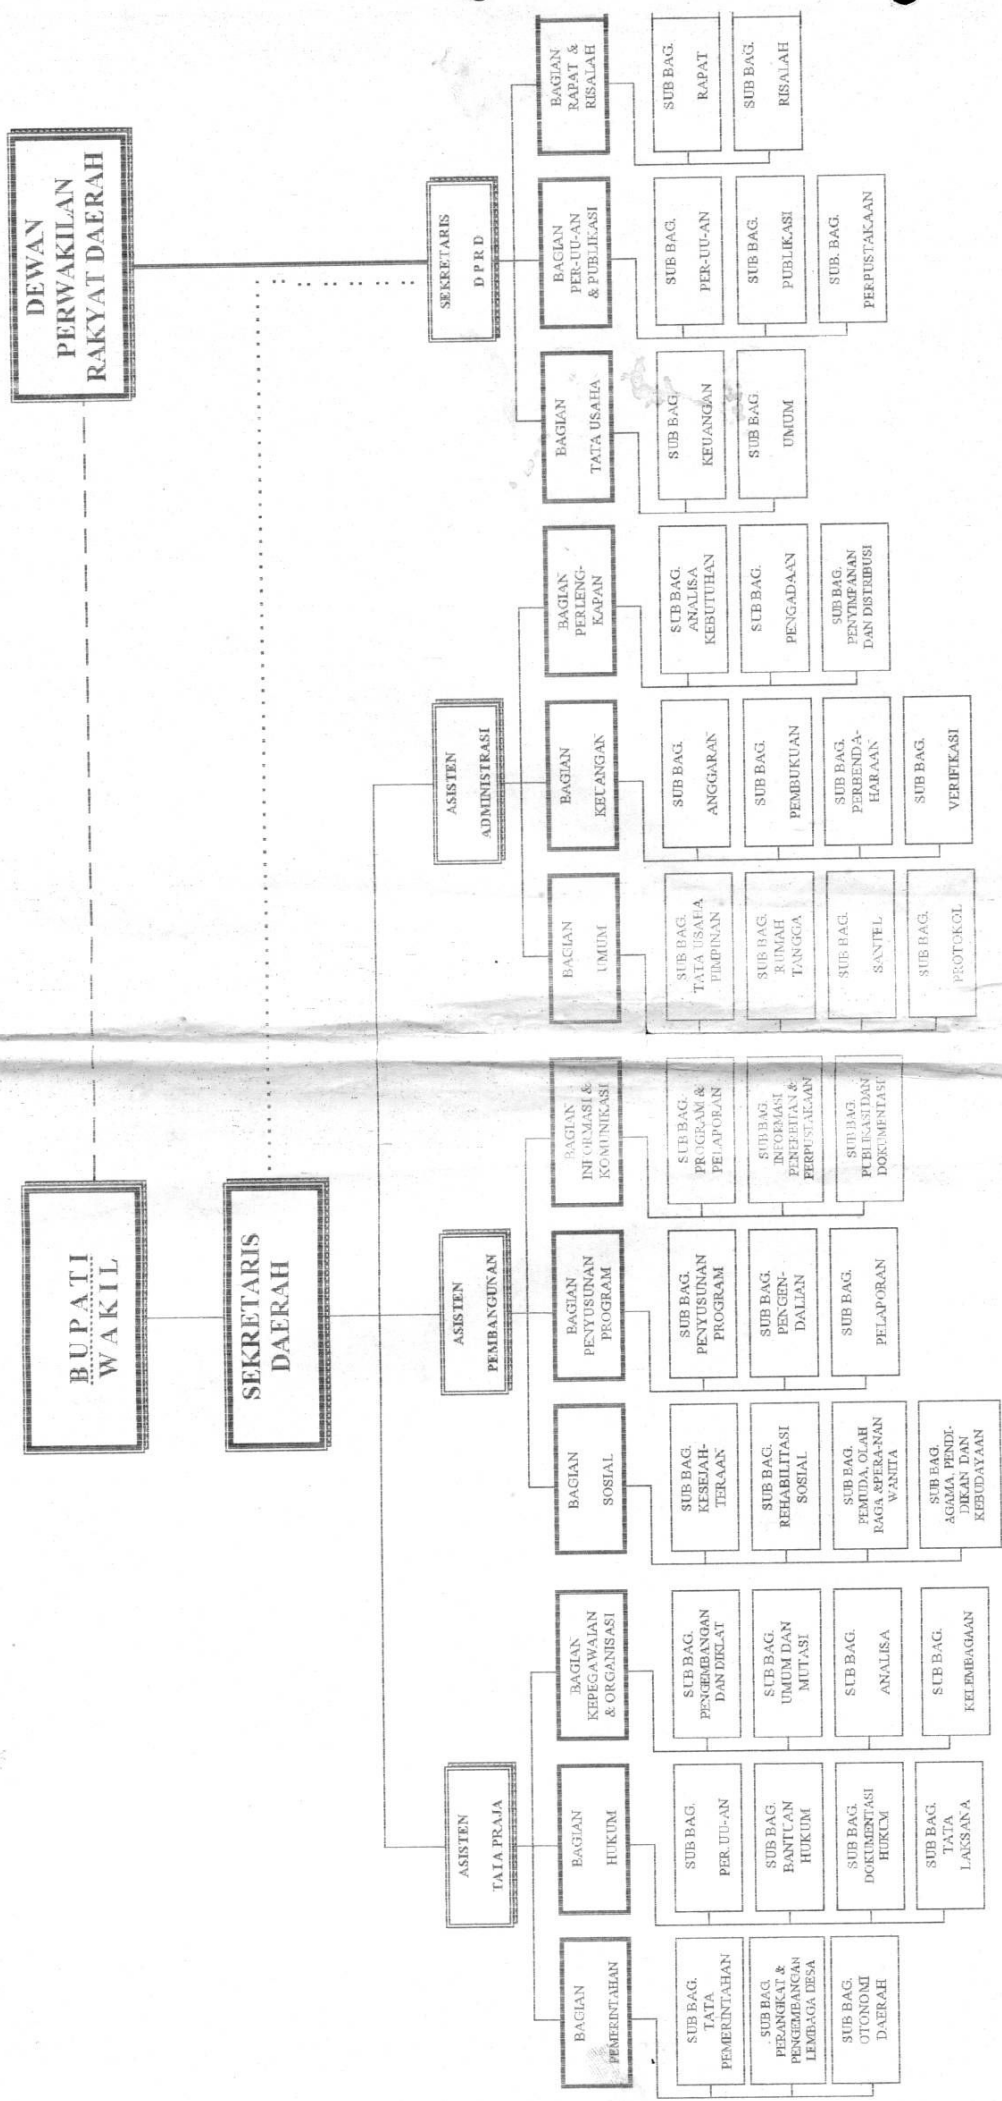 DEWAN
PERWAKILAN
RAKYAT DAERAH
BUPATI
WAKIL
SEKRETARIS
DAERAH
ASISTEN
TATA PRAJA
ASISTEN
PEMBANGUNAN
ASISTEN
ADMINISTRASI
SEKRETARIS
D P R D
BAGIAN
PEMERINTAHAN
BAGIAN
HUKUM
BAGIAN
KEPEGAWAIAN
& ORGANISASI
BAGIAN
SOSIAL
BAGIAN
PENYUSUNAN
PROGRAM
BAGIAN
INFORMASI &
KOMUNIKASI
BAGIAN
UMUM
BAGIAN
KEUANGAN
BAGIAN
PERLENG-
KAPAN
BAGIAN
TATA USAHA
BAGIAN
PER-UU-AN
& PUBLIKASI
BAGIAN
RAPAT &
RISALAH
SUB BAG.
TATA
PEMERINTAHAN
SUB BAG.
PERANGKAT &
PENGEMBANGAN
LEMBAGA DESA
SUB BAG.
OTONOMI
DAERAH
SUB BAG.
PER. UU-AN
SUB BAG.
BANTUAN
HUKUM
SUB BAG.
DOKUMENTASI
HUKUM
SUB BAG.
TATA
LAKSANA
SUB BAG.
PENGEMBANGAN
DAN DIKLAT
SUB BAG.
UMUM DAN
MUTASI
SUB BAG.
ANALISA
SUB BAG.
KELEMBAGAAN
SUB BAG.
KESEJAH-
TERAAN
SUB BAG.
REHABILITASI
SOSIAL
SUB BAG.
PEMUDA, OLAH
RAGA &PERA-NAN
WANITA
SUB BAG.
AGAMA, PENDI-
DIKAN DAN
KEBUDAYAAN
SUB BAG.
PENYUSUNAN
PROGRAM
SUB BAG.
PENGEN-
DALIAN
SUB BAG.
PELAPORAN
SUB BAG.
PROGRAM &
PELAPORAN
SUB BAG.
INFORMASI
PENERBITAN &
PERPUSTAKAAN
SUB BAG.
PUBLIKASI DAN
DOKUMENTASI
SUB BAG.
TATA USAHA
PIMPINAN
SUB BAG.
RUMAH
TANGGA
SUB BAG.
SANTEL
SUB BAG.
PROTOKOL
SUB BAG.
ANGGARAN
SUB BAG.
PEMBUKUAN
SUB BAG.
PERBENDA-
HARAAN
SUB BAG.
VERIFIKASI
SUB BAG.
ANALISA
KEBUTUHAN
SUB BAG.
PENGADAAN
SUB BAG.
PENYIMPANAN
DAN DISTRIBUSI
SUB BAG.
KEUANGAN
SUB BAG.
UMUM
SUB BAG.
PER-UU-AN
SUB BAG.
PUBLIKASI
SUB. BAG.
PERPUSTAKAAN
SUB BAG.
RAPAT
SUB BAG.
RISALAH